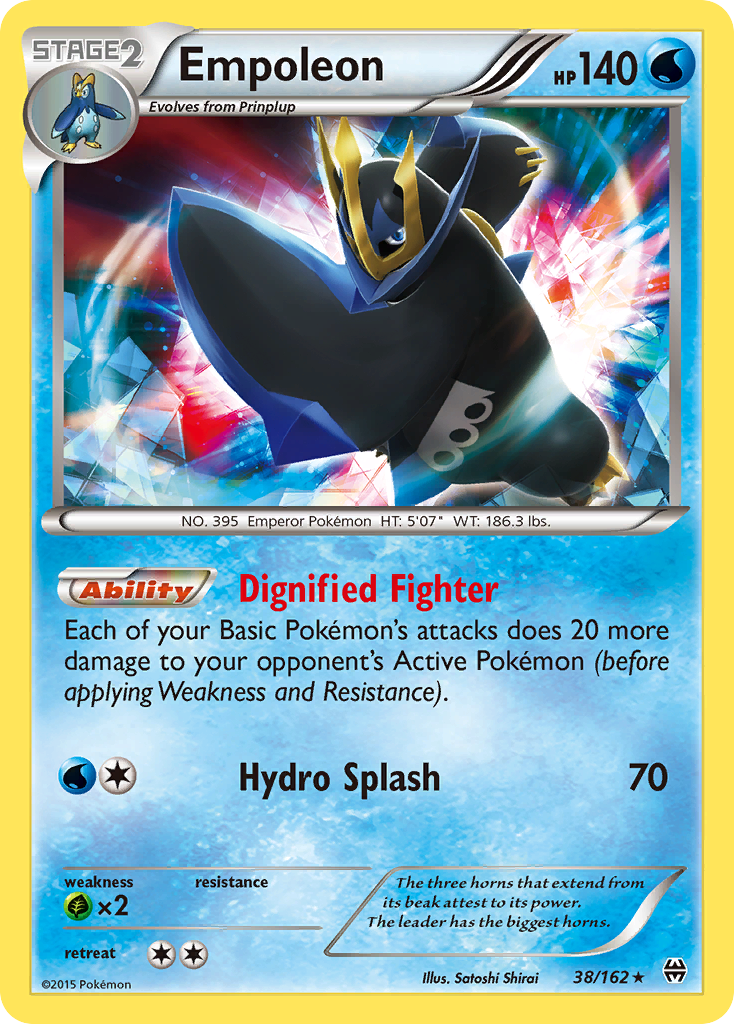 STAGE2
Empoleon
HP 140
Evolves from Prinplup
NO. 395 Emperor Pokémon HT: 5'07" WT: 186.3 lbs.
Ability Dignified Fighter
Each of your Basic Pokémon's attacks does 20 more
damage to your opponent's Active Pokémon (before
applying Weakness and Resistance).
Hydro Splash 70
weakness resistance
×2
retreat
The three horns that extend from
its beak attest to its power.
The leader has the biggest horns.
©2015 Pokémon
Illus. Satoshi Shirai
38/162 ★